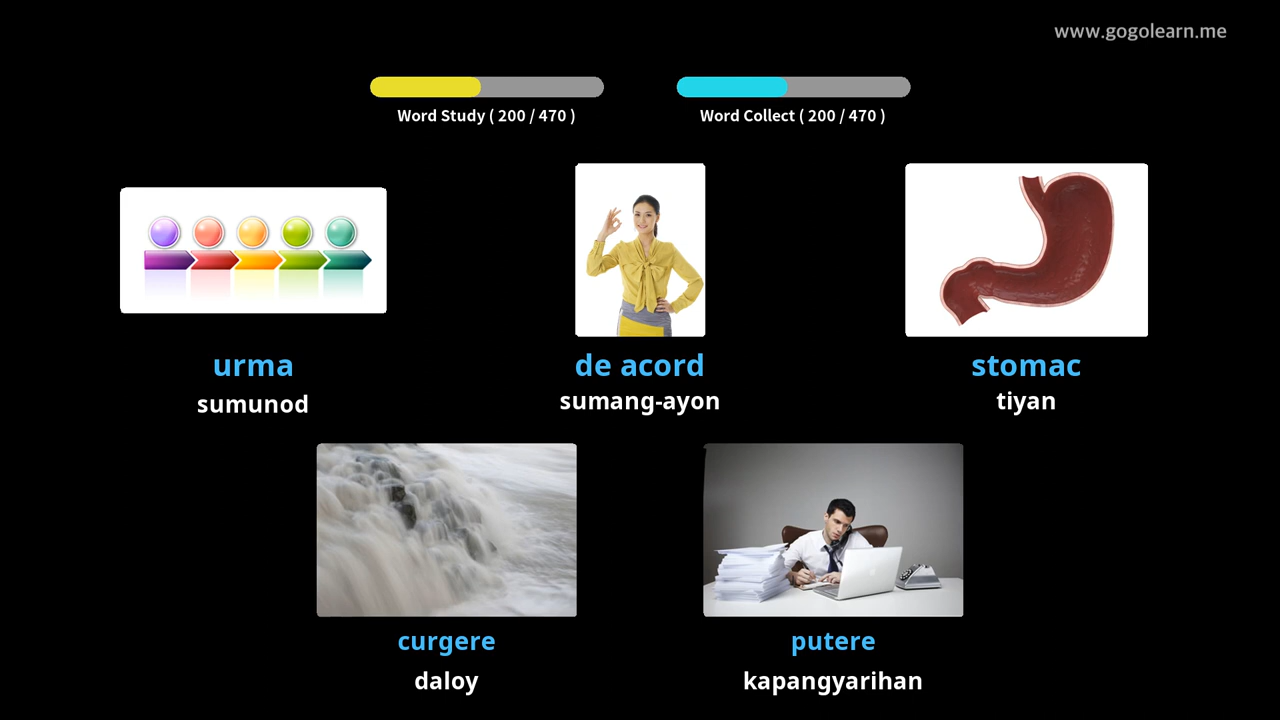 www.gogolearn.me
Word Study ( 200 / 470 )
Word Collect ( 200 / 470 )
urma
sumunod
de acord
sumang-ayon
stomac
tiyan
curgere
daloy
putere
kapangyarihan